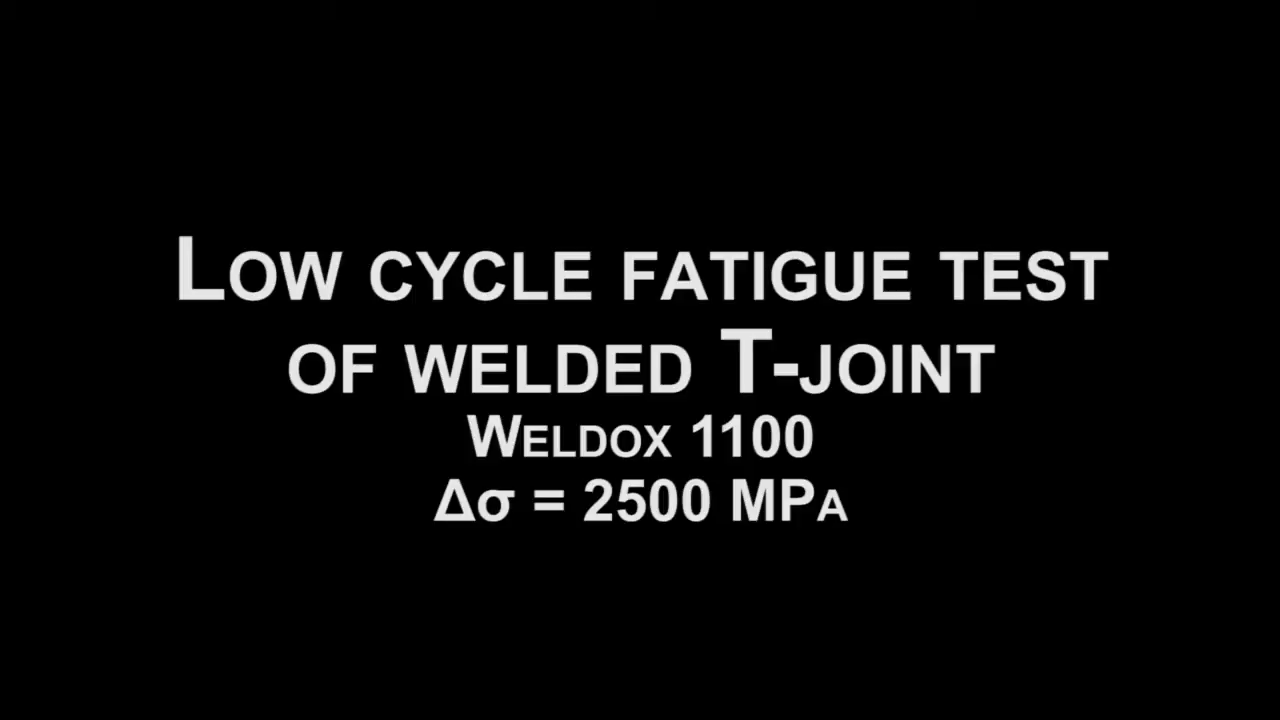 Low cycle fatigue test
of welded T-joint
Weldox 1100
Δσ = 2500 MPa